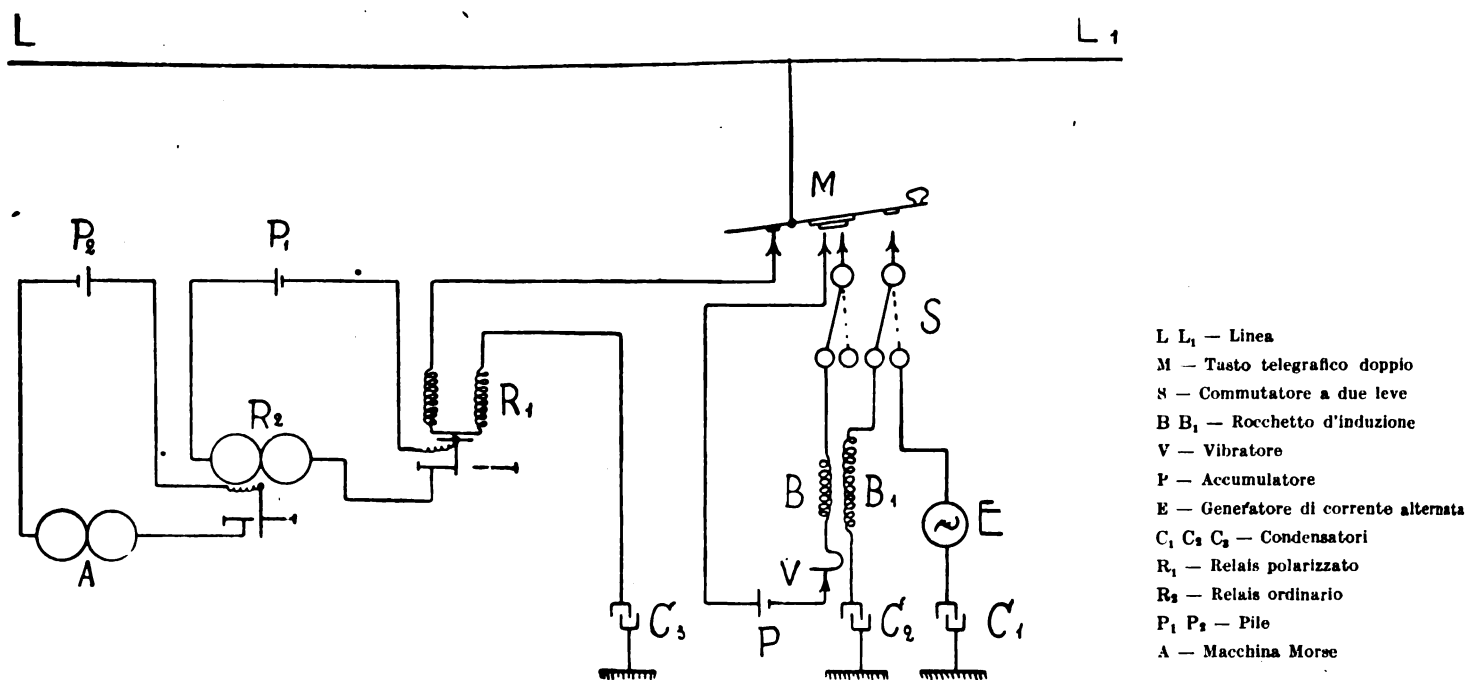 L L₁
M
P₂ P₁
S
R₁
R₂
B B₁
E
V
A
C₃ P C₂ C₁
L L₁ — Linea
M — Tasto telegrafico doppio
S — Commutatore a due leve
B B₁ — Rocchetto d'induzione
V — Vibratore
P — Accumulatore
E — Generatore di corrente alternata
C₁ C₂ C₃ — Condensatori
R₁ — Relais polarizzato
R₂ — Relais ordinario
P₁ P₂ — Pile
A — Macchina Morse